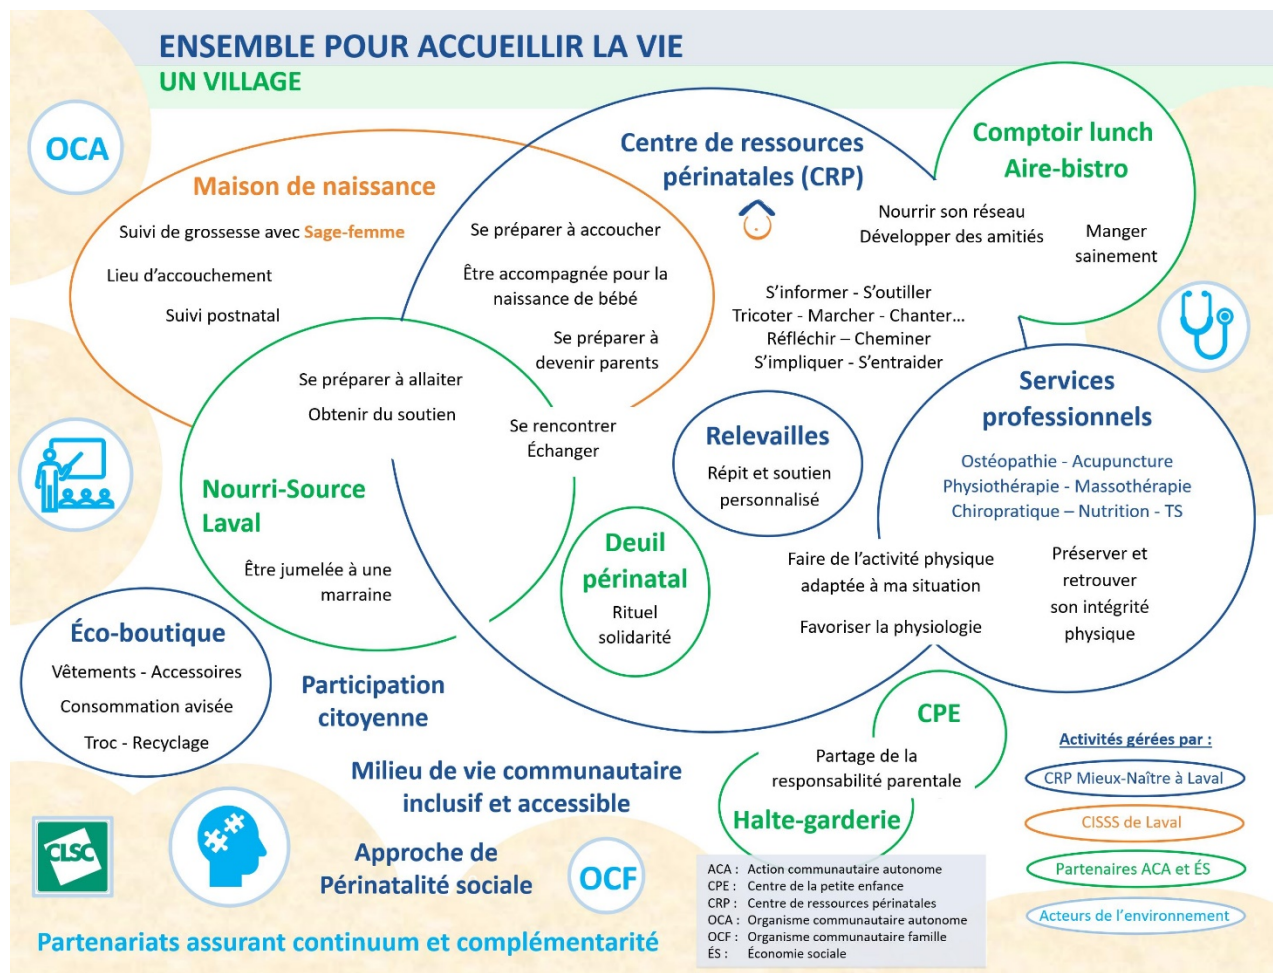 ENSEMBLE POUR ACCUEILLIR LA VIE
UN VILLAGE
OCA
Maison de naissance
Suivi de grossesse avec Sage-femme
Lieu d'accouchement
Suivi postnatal
Centre de ressources
périnatales (CRP)
Se préparer à accoucher
Être accompagnée pour la
naissance de bébé
Se préparer à
devenir parents
Comptoir lunch
Aire-bistro
Nourrir son réseau
Développer des amitiés
Manger
sainement
S'informer - S'outiller
Tricoter - Marcher - Chanter...
Réfléchir – Cheminer
S'impliquer - S'entraider
Se préparer à allaiter
Obtenir du soutien
Se rencontrer
Échanger
Nourri-Source
Laval
Être jumelée à une
marraine
Relevailles
Répit et soutien
personnalisé
Services
professionnels
Ostéopathie - Acupuncture
Physiothérapie - Massothérapie
Chiropratique – Nutrition - TS
Faire de l'activité physique
adaptée à ma situation
Favoriser la physiologie
Préserver et
retrouver
son intégrité
physique
Deuil
périnatal
Rituel
solidarité
Éco-boutique
Vêtements - Accessoires
Consommation avisée
Troc - Recyclage
Participation
citoyenne
Milieu de vie communautaire
inclusif et accessible
Approche de
Périnatalité sociale
CPE
Partage de la
responsabilité parentale
Halte-garderie
CLSC
OCF
Partenariats assurant continuum et complémentarité
ACA : Action communautaire autonome
CPE : Centre de la petite enfance
CRP : Centre de ressources périnatales
OCA : Organisme communautaire autonome
OCF : Organisme communautaire famille
ÉS : Économie sociale
Activités gérées par :
CRP Mieux-Naître à Laval
CISSS de Laval
Partenaires ACA et ÉS
Acteurs de l'environnement